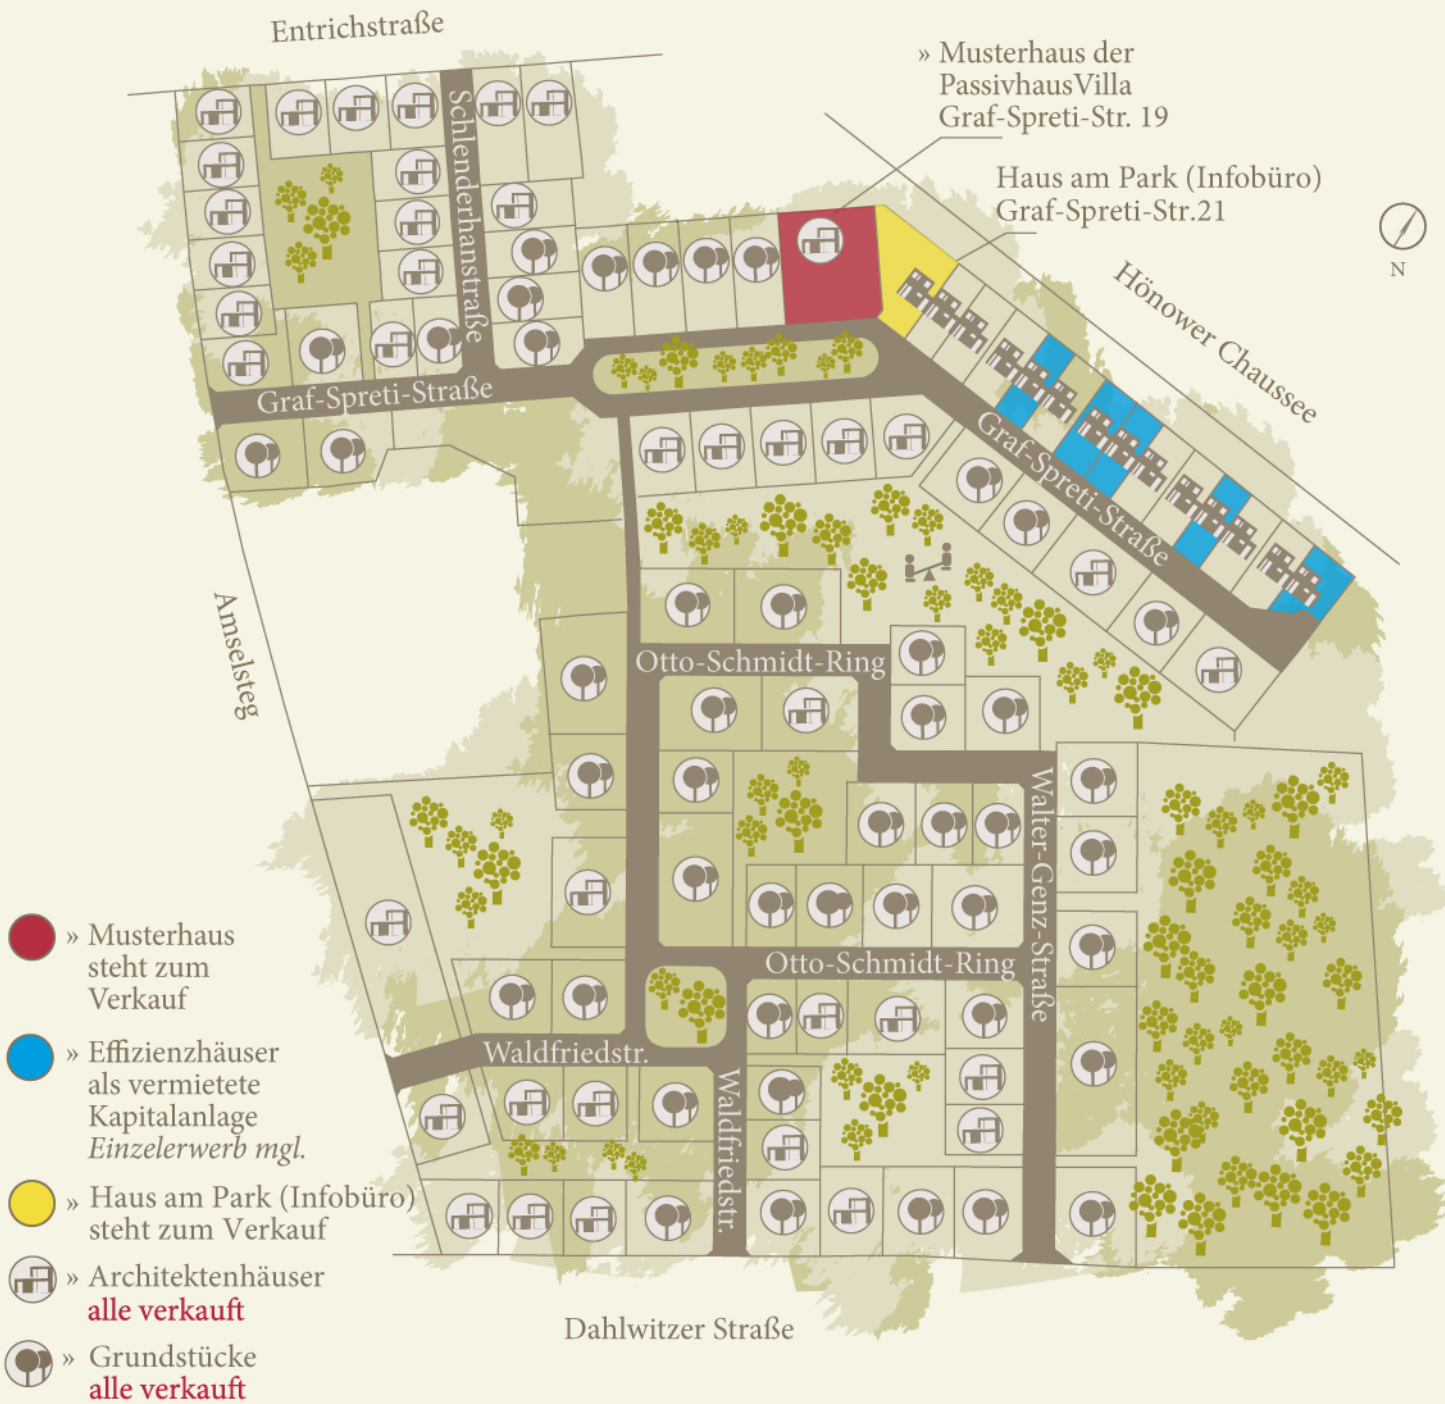 Entrichstraße
» Musterhaus der
PassivhausVilla
Graf-Spreti-Str. 19
Haus am Park (Infobüro)
Graf-Spreti-Str.21
N
Hönower Chaussee
Schlenderhanstraße
Graf-Spreti-Straße
Graf-Spreti-Straße
Amselsteg
Otto-Schmidt-Ring
Walter-Genz-Straße
Otto-Schmidt-Ring
Waldfriedstr.
Waldfriedstr.
» Musterhaus
steht zum
Verkauf
» Effizienzhäuser
als vermietete
Kapitalanlage
Einzelerwerb mgl.
» Haus am Park (Infobüro)
steht zum Verkauf
» Architektenhäuser
alle verkauft
» Grundstücke
alle verkauft
Dahlwitzer Straße